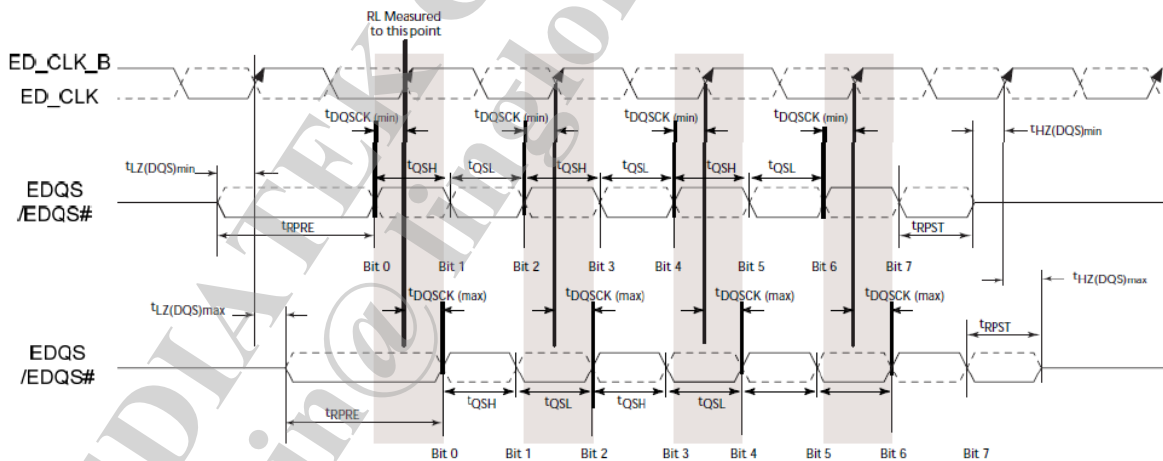 RL Measured
to this point
ED_CLK_B
ED_CLK
tDQSCK (min) tDQSCK (min) tDQSCK (min) tDQSCK (min)
tHZ(DQS)min
tLZ(DQS)min
tQSH tQSL tQSH tQSL tQSH tQSL
EDQS
/EDQS#
tRPRE
tRPST
Bit 0 Bit 1 Bit 2 Bit 3 Bit 4 Bit 5 Bit 6 Bit 7
tHZ(DQS)max
tDQSCK (max) tDQSCK (max) tDQSCK (max) tDQSCK (max)
tLZ(DQS)max
tRPST
EDQS
/EDQS#
tQSH tQSL tQSH tQSL
tRPRE
Bit 0 Bit 1 Bit 2 Bit 3 Bit 4 Bit 5 Bit 6 Bit 7